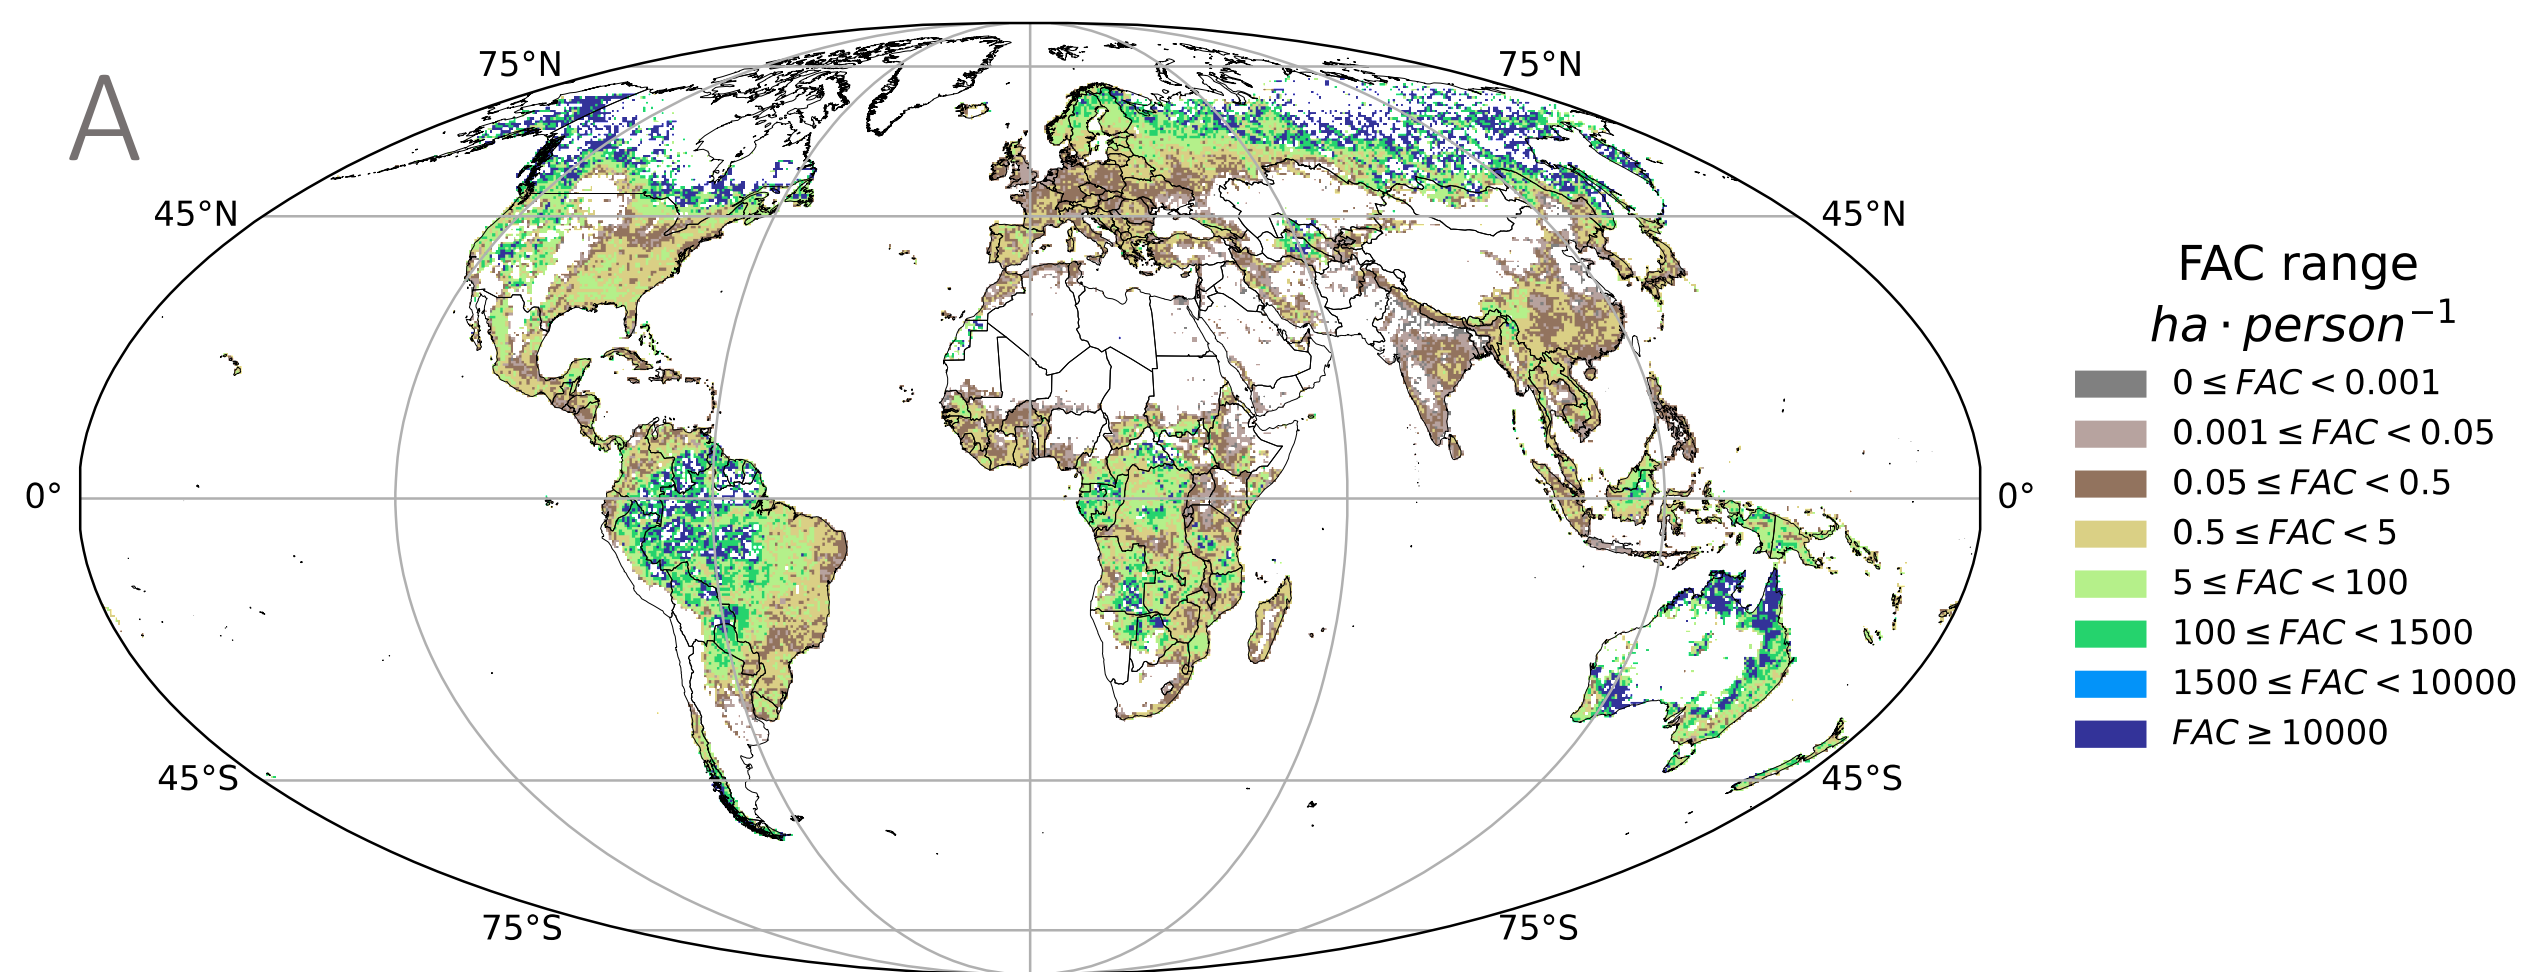 A
75°N 75°N
45°N 45°N
0° 0°
45°S 45°S
75°S 75°S
FAC range
ha · person⁻¹
0 ≤ FAC < 0.001
0.001 ≤ FAC < 0.05
0.05 ≤ FAC < 0.5
0.5 ≤ FAC < 5
5 ≤ FAC < 100
100 ≤ FAC < 1500
1500 ≤ FAC < 10000
FAC ≥ 10000